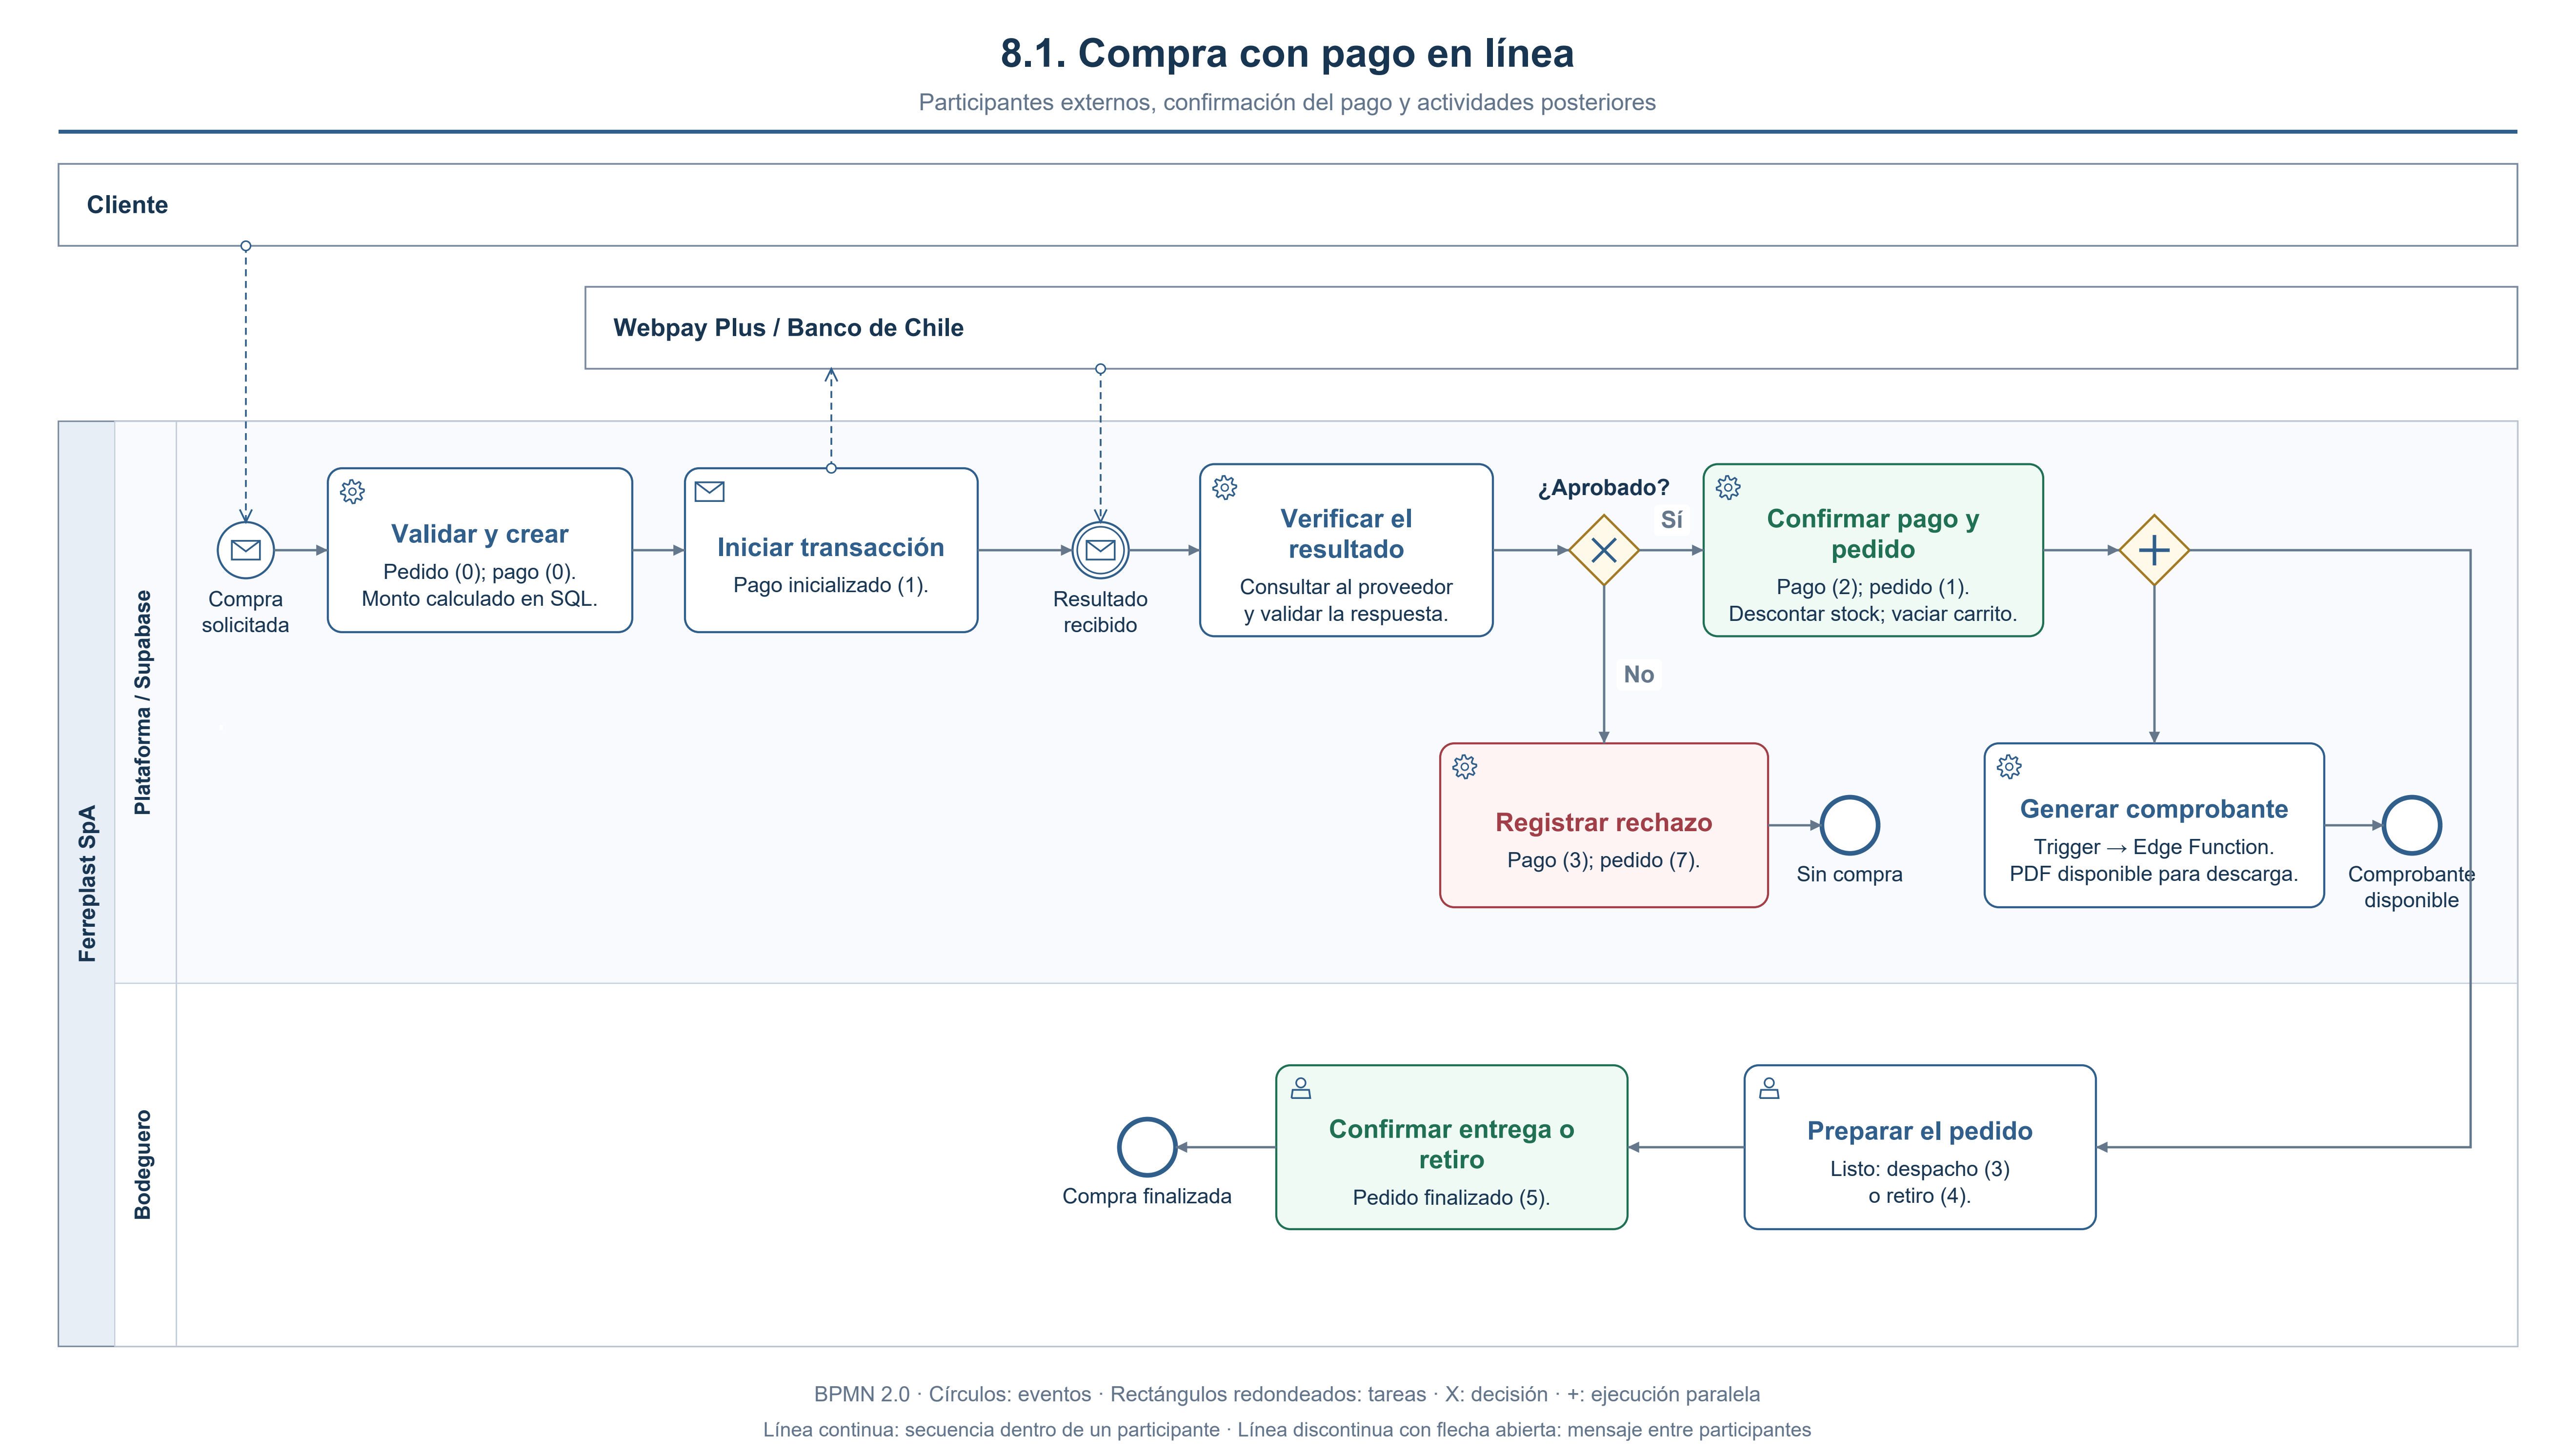 8.1. Compra con pago en línea
Participantes externos, confirmación del pago y actividades posteriores
Cliente
Webpay Plus / Banco de Chile
Ferreplast SpA
Plataforma / Supabase
Compra
solicitada
Validar y crear
Pedido (0); pago (0).
Monto calculado en SQL.
Iniciar transacción
Pago inicializado (1).
Resultado
recibido
Verificar el
resultado
Consultar al proveedor
y validar la respuesta.
¿Aprobado?
Sí
No
Confirmar pago y
pedido
Pago (2); pedido (1).
Descontar stock; vaciar carrito.
Registrar rechazo
Pago (3); pedido (7).
Sin compra
Generar comprobante
Trigger → Edge Function.
PDF disponible para descarga.
Comprobante
disponible
Bodeguero
Compra finalizada
Confirmar entrega o
retiro
Pedido finalizado (5).
Preparar el pedido
Listo: despacho (3)
o retiro (4).
BPMN 2.0 · Círculos: eventos · Rectángulos redondeados: tareas · X: decisión · +: ejecución paralela
Línea continua: secuencia dentro de un participante · Línea discontinua con flecha abierta: mensaje entre participantes